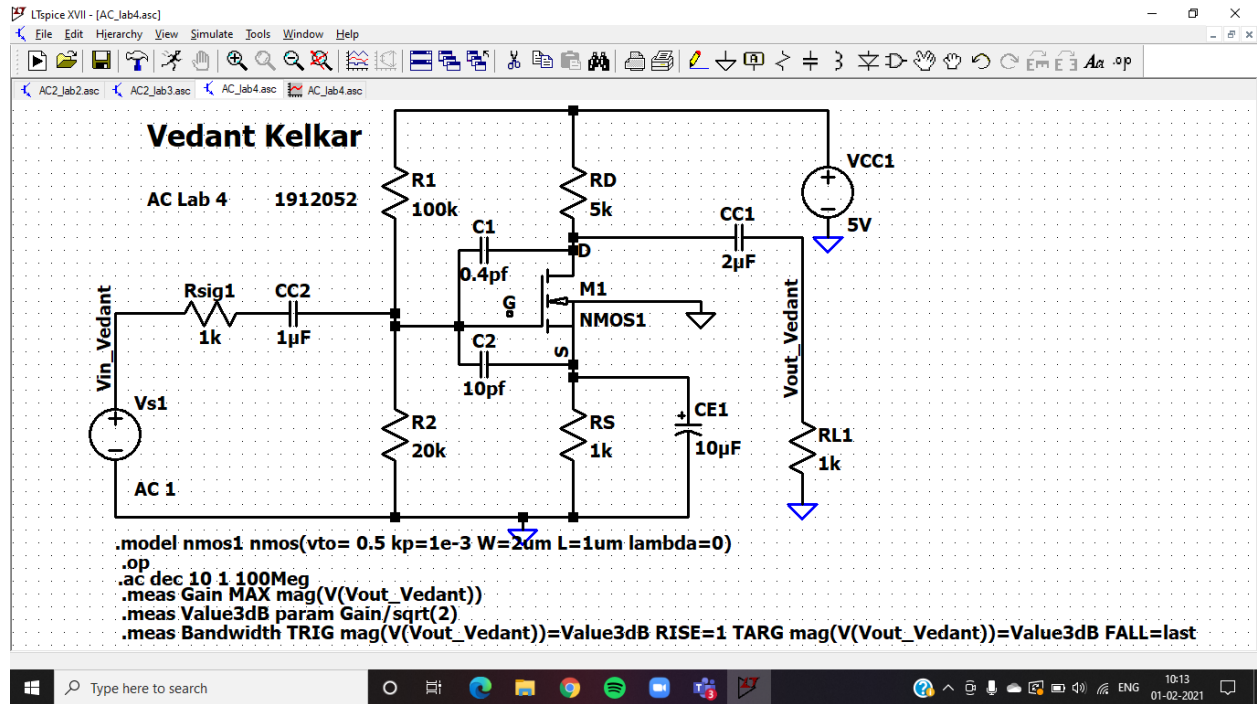 LTspice XVII - [AC_lab4.asc]
File Edit Hierarchy View Simulate Tools Window Help
AC2_lab2.asc AC2_lab3.asc AC_lab4.asc AC_lab4.asc
Vedant Kelkar
AC Lab 4 1912052
R1
100k
RD
5k
VCC1
5V
C1
0.4pf
D
CC1
2µF
Rsig1
1k
CC2
1µF
G
M1
NMOS1
S
C2
10pf
Vin_Vedant
Vout_Vedant
Vs1
AC 1
R2
20k
RS
1k
CE1
10µF
RL1
1k
.model nmos1 nmos(vto= 0.5 kp=1e-3 W=2um L=1um lambda=0)
.op
.ac dec 10 1 100Meg
.meas Gain MAX mag(V(Vout_Vedant))
.meas Value3dB param Gain/sqrt(2)
.meas Bandwidth TRIG mag(V(Vout_Vedant))=Value3dB RISE=1 TARG mag(V(Vout_Vedant))=Value3dB FALL=last
Type here to search
ENG
10:13
01-02-2021